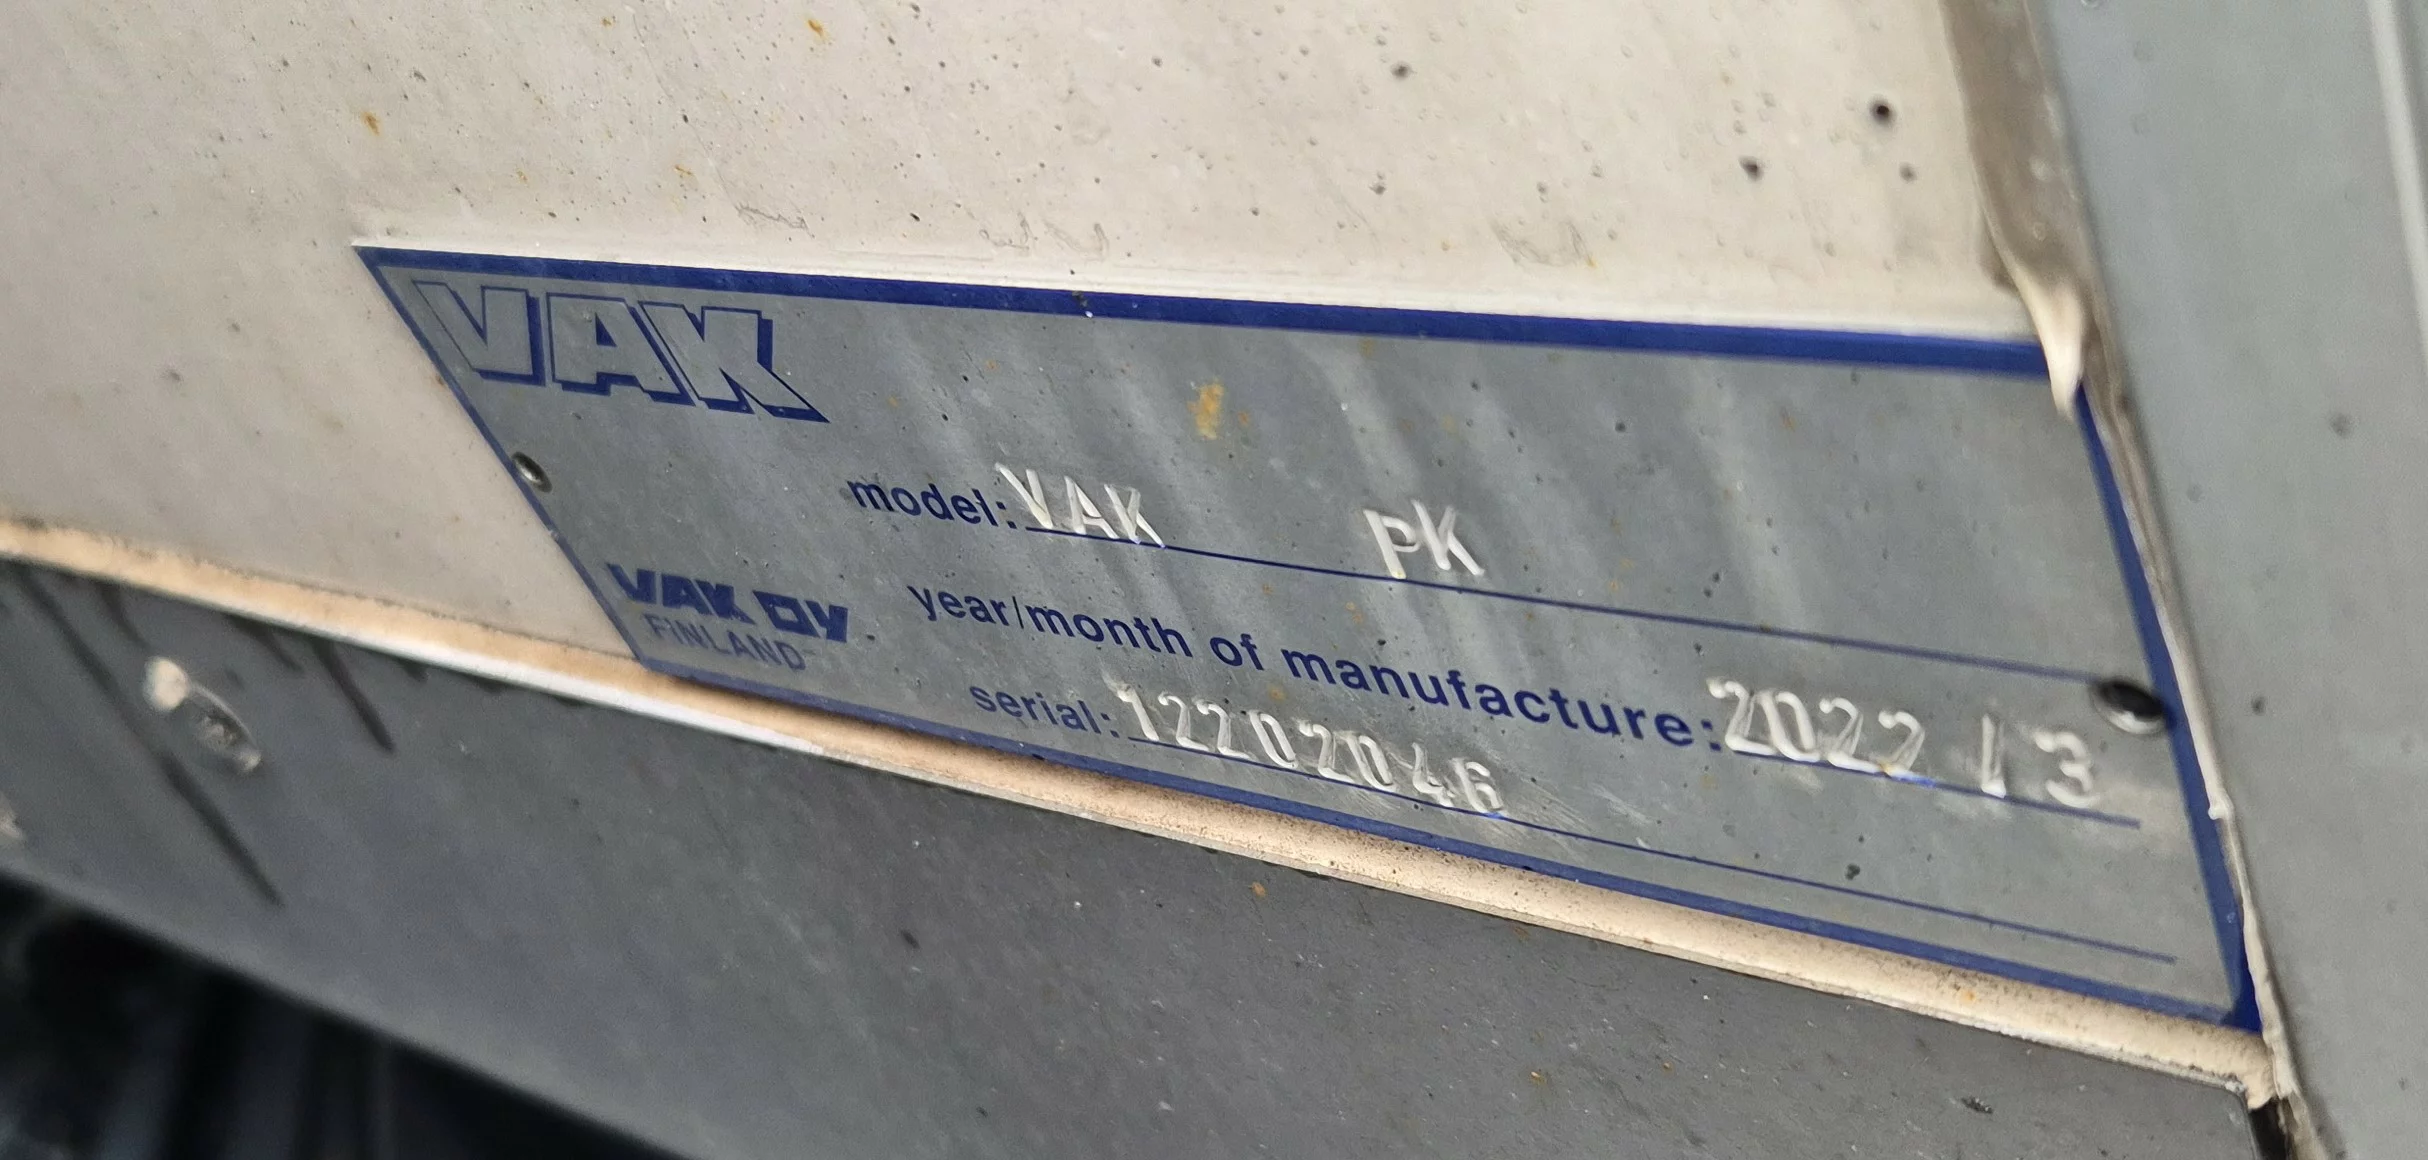 VAK
model: VAK PK
year/month of manufacture: 2022 / 3
VAK OY
FINLAND
serial: 12202046